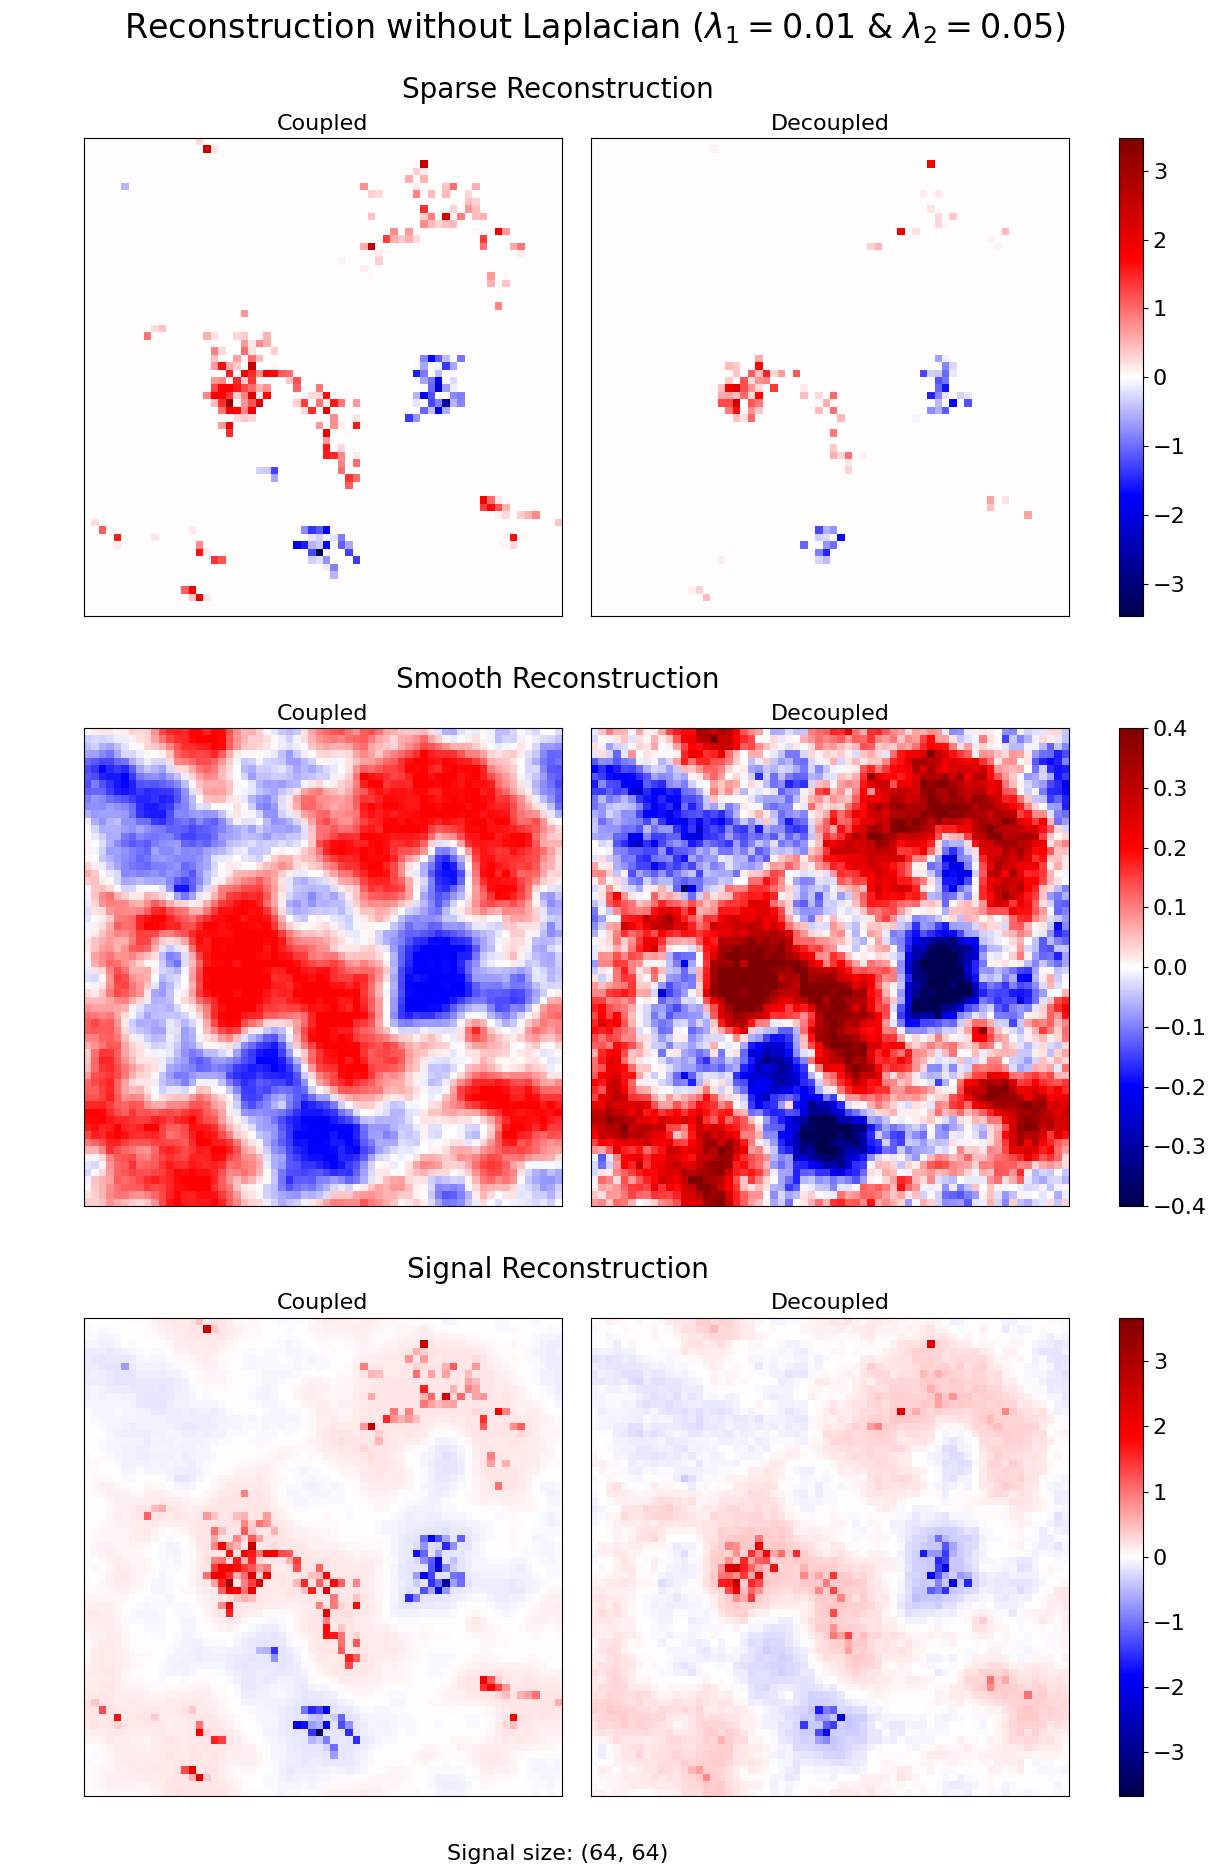 Reconstruction without Laplacian (λ₁ = 0.01 & λ₂ = 0.05)
Sparse Reconstruction
Coupled
Decoupled
3
2
1
0
−1
−2
−3
Smooth Reconstruction
Coupled
Decoupled
0.4
0.3
0.2
0.1
0.0
−0.1
−0.2
−0.3
−0.4
Signal Reconstruction
Coupled
Decoupled
3
2
1
0
−1
−2
−3
Signal size: (64, 64)